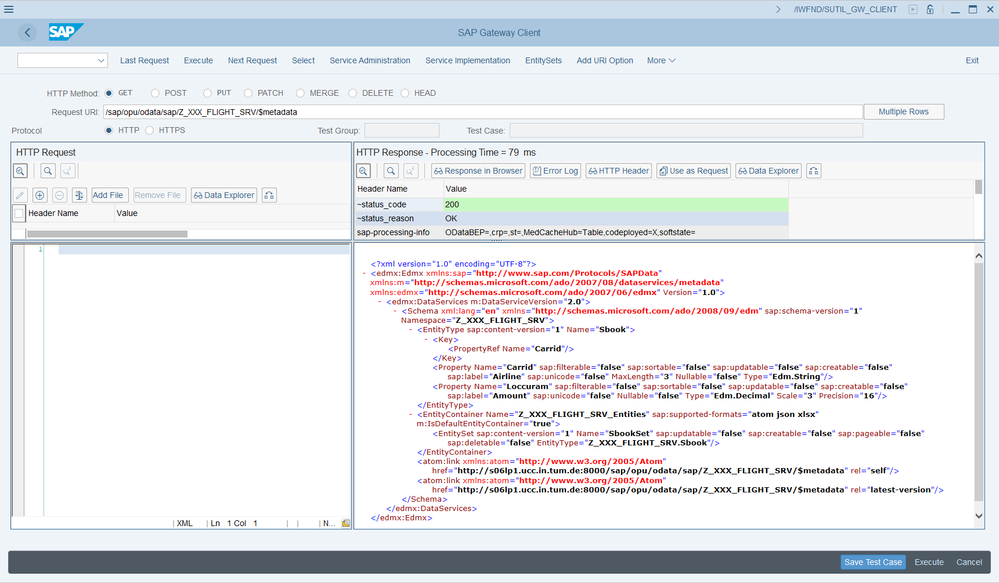 /IWFND/SUTIL_GW_CLIENT
SAP
SAP Gateway Client
Last Request Execute Next Request Select Service Administration Service Implementation EntitySets Add URI Option More Exit
HTTP Method: GET POST PUT PATCH MERGE DELETE HEAD
Request URI: /sap/opu/odata/sap/Z_XXX_FLIGHT_SRV/$metadata Multiple Rows
Protocol HTTP HTTPS Test Group: Test Case:
HTTP Request
Add File Remove File Data Explorer
Header Name Value
1
XML Ln 1 Col 1 N...
HTTP Response - Processing Time = 79 ms
Response in Browser Error Log HTTP Header Use as Request Data Explorer
Header Name Value
~status_code 200
~status_reason OK
sap-processing-info ODataBEP=,crp=,st=,MedCacheHub=Table,codeployed=X,softstate=
<?xml version="1.0" encoding="UTF-8"?>
- <edmx:Edmx xmlns:sap="http://www.sap.com/Protocols/SAPData"
xmlns:m="http://schemas.microsoft.com/ado/2007/08/dataservices/metadata"
xmlns:edmx="http://schemas.microsoft.com/ado/2007/06/edmx" Version="1.0">
- <edmx:DataServices m:DataServiceVersion="2.0">
- <Schema xml:lang="en" xmlns="http://schemas.microsoft.com/ado/2008/09/edm" sap:schema-version="1"
Namespace="Z_XXX_FLIGHT_SRV">
- <EntityType sap:content-version="1" Name="Sbook">
- <Key>
<PropertyRef Name="Carrid"/>
</Key>
<Property Name="Carrid" sap:filterable="false" sap:sortable="false" sap:updatable="false" sap:creatable="false"
sap:label="Airline" sap:unicode="false" MaxLength="3" Nullable="false" Type="Edm.String"/>
<Property Name="Loccuram" sap:filterable="false" sap:sortable="false" sap:updatable="false" sap:creatable="false"
sap:label="Amount" sap:unicode="false" Nullable="false" Type="Edm.Decimal" Scale="3" Precision="16"/>
</EntityType>
- <EntityContainer Name="Z_XXX_FLIGHT_SRV_Entities" sap:supported-formats="atom json xlsx"
m:IsDefaultEntityContainer="true">
<EntitySet sap:content-version="1" Name="SbookSet" sap:updatable="false" sap:creatable="false" sap:pageable="false"
sap:deletable="false" EntityType="Z_XXX_FLIGHT_SRV.Sbook"/>
</EntityContainer>
<atom:link xmlns:atom="http://www.w3.org/2005/Atom"
href="http://s06lp1.ucc.in.tum.de:8000/sap/opu/odata/sap/Z_XXX_FLIGHT_SRV/$metadata" rel="self"/>
<atom:link xmlns:atom="http://www.w3.org/2005/Atom"
href="http://s06lp1.ucc.in.tum.de:8000/sap/opu/odata/sap/Z_XXX_FLIGHT_SRV/$metadata" rel="latest-version"/>
</Schema>
</edmx:DataServices>
</edmx:Edmx>
Save Test Case Execute Cancel